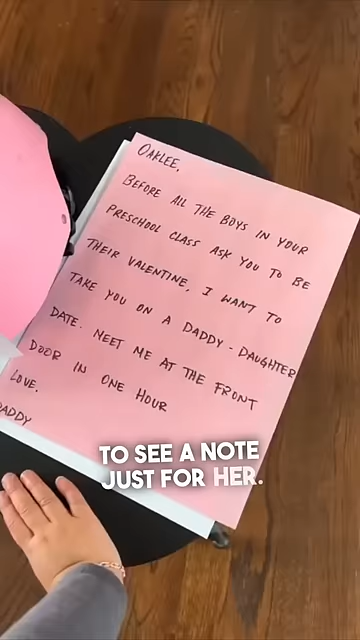 OAKLEE,
BEFORE ALL THE BOYS IN YOUR
PRESCHOOL CLASS ASK YOU TO BE
THEIR VALENTINE, I WANT TO
TAKE YOU ON A DADDY-DAUGHTER
DATE. MEET ME AT THE FRONT
DOOR IN ONE HOUR
LOVE,
DADDY
TO SEE A NOTE
JUST FOR HER.